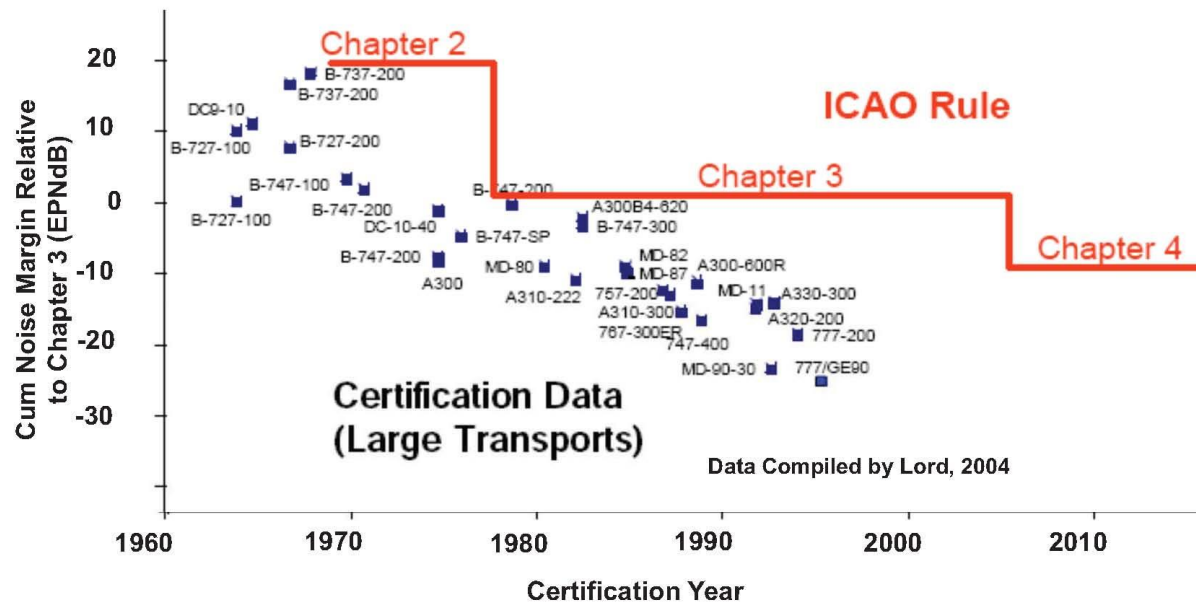 Cum Noise Margin Relative
to Chapter 3 (EPNdB)
20
10
0
-10
-20
-30
Chapter 2
ICAO Rule
Chapter 3
Chapter 4
B-737-200
B-737-200
DC9-10
B-727-100
B-727-200
B-747-100
B-727-100
B-747-200
B-747-200
A300B4-620
B-747-300
DC-10-40
B-747-SP
B-747-200
A300
MD-80
A310-222
MD-82
MD-87
A300-600R
757-200
MD-11
A330-300
A310-300
A320-200
767-300ER
747-400
777-200
MD-90-30
777/GE90
Certification Data
(Large Transports)
Data Compiled by Lord, 2004
1960
1970
1980
1990
2000
2010
Certification Year